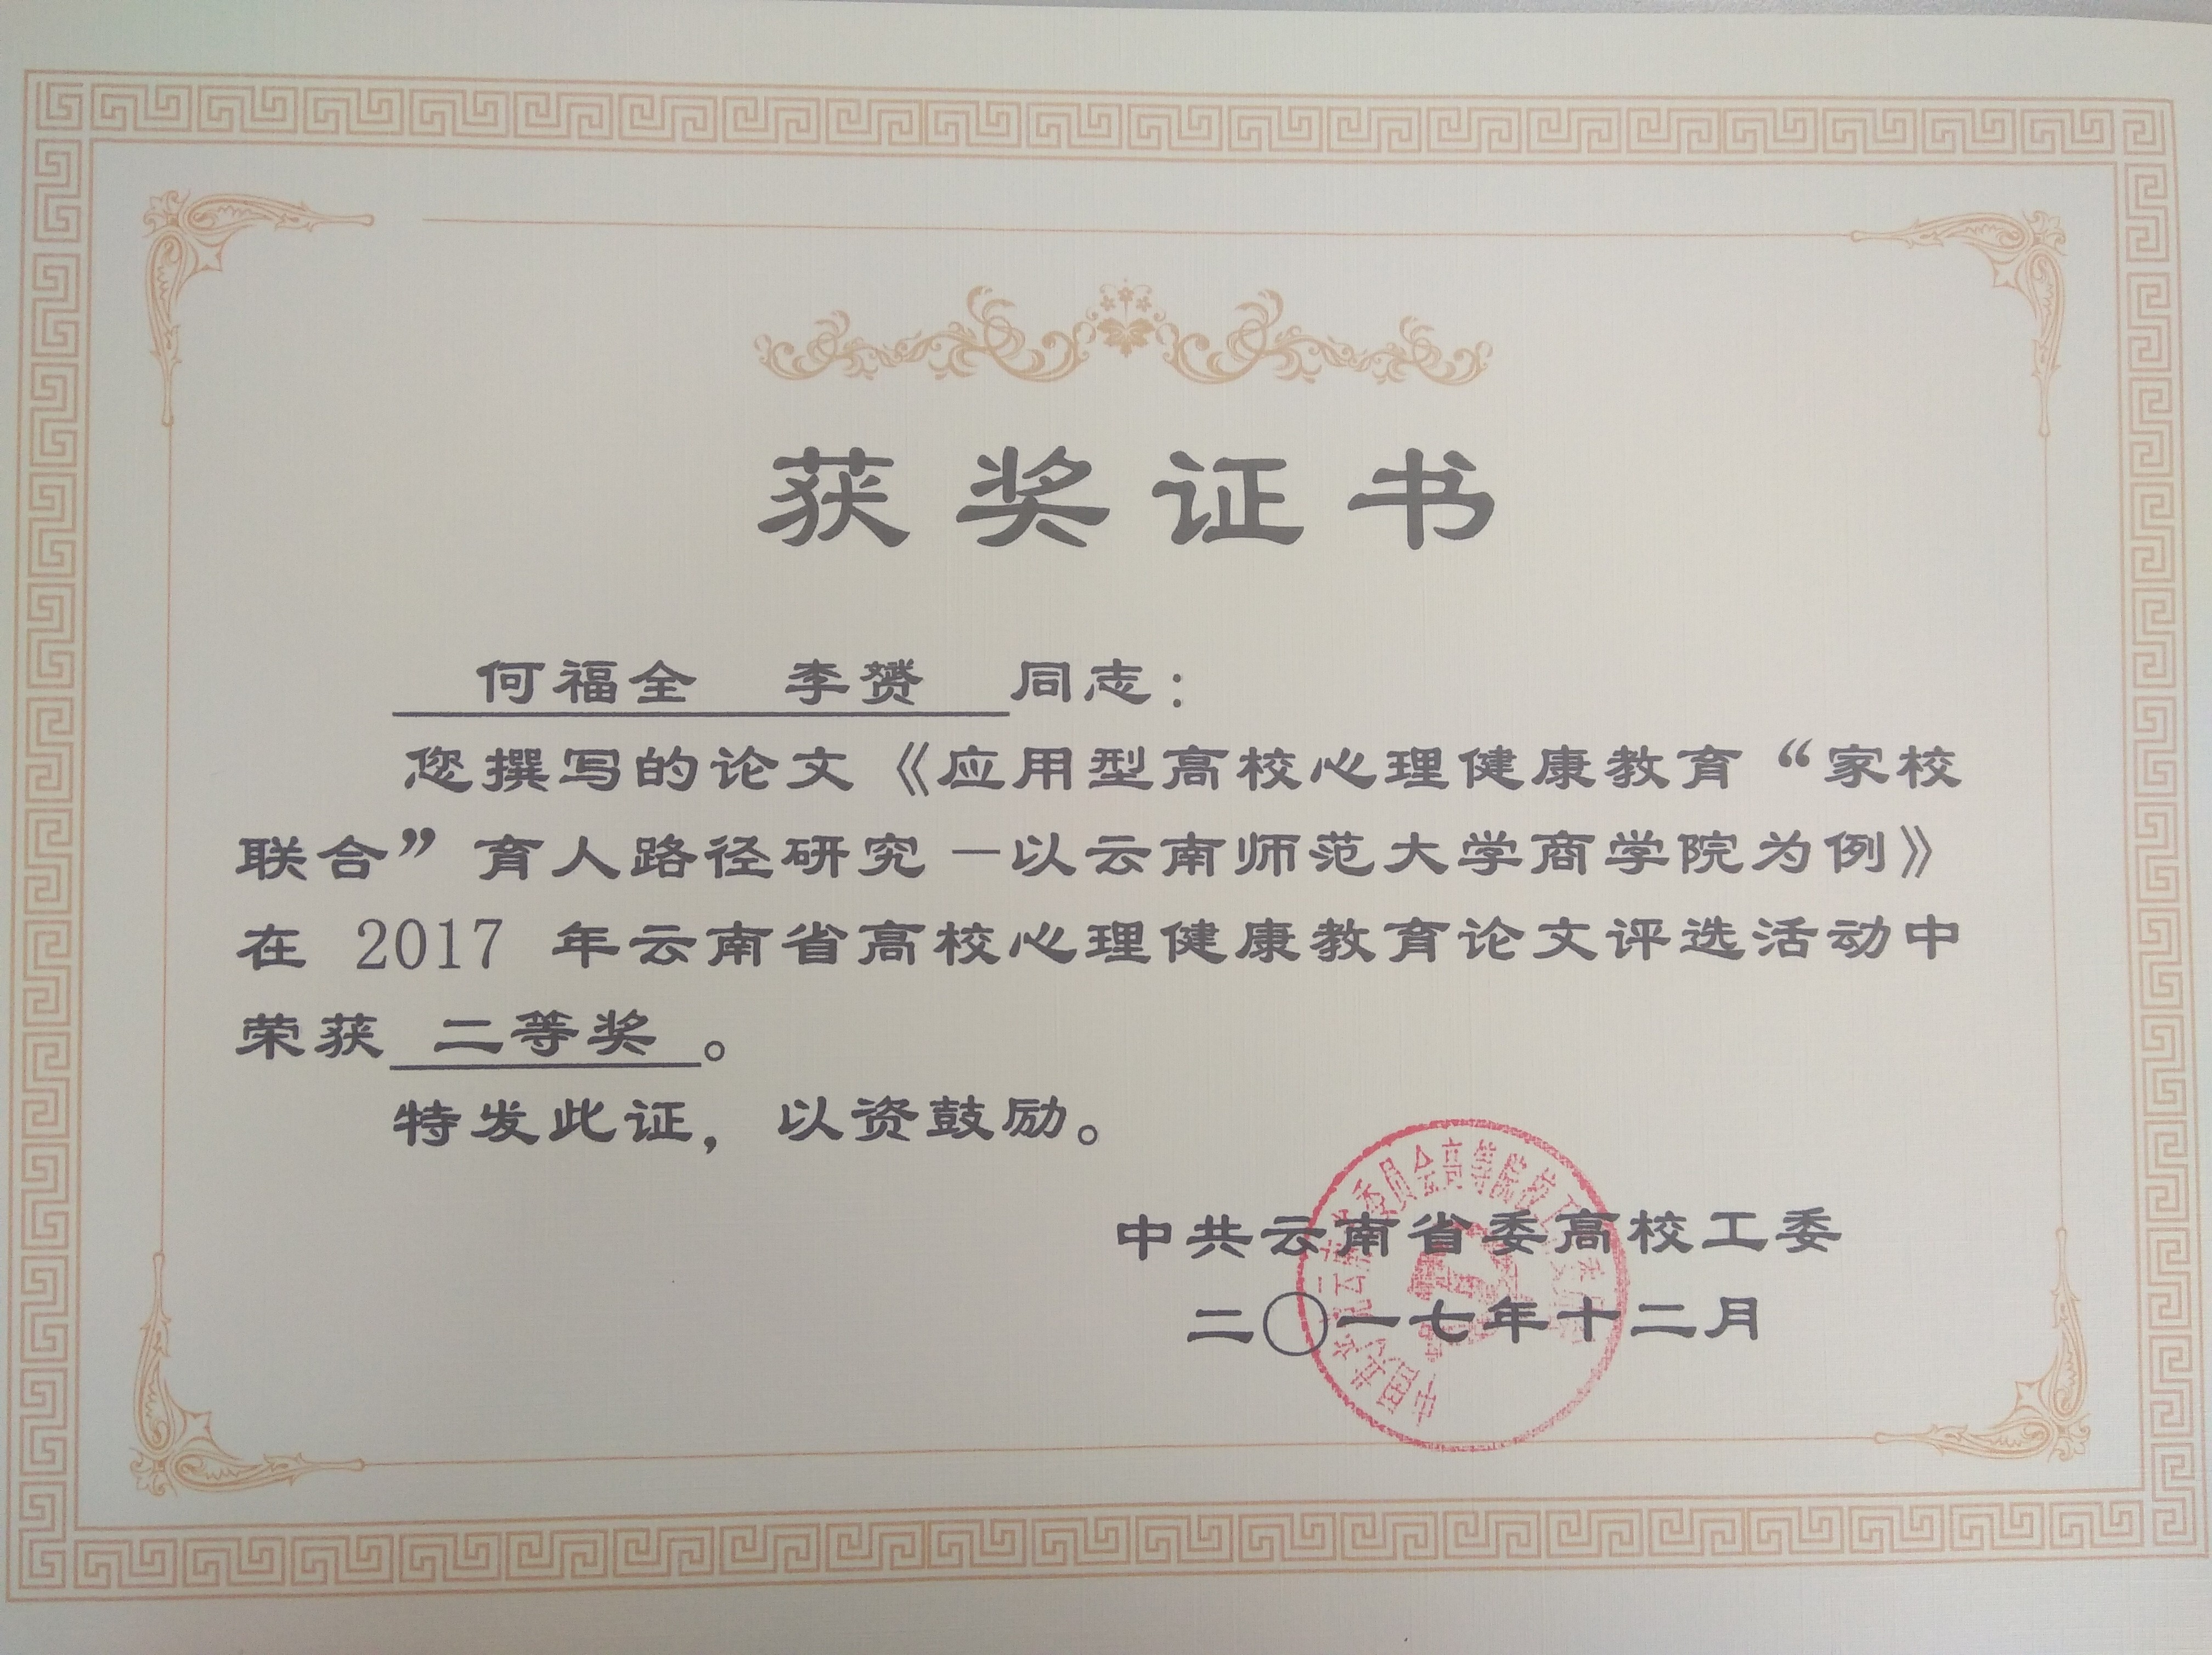 获奖证书
何福全 李赟 同志：
您撰写的论文《应用型高校心理健康教育“家校
联合”育人路径研究—以云南师范大学商学院为例》
在 2017 年云南省高校心理健康教育论文评选活动中
荣获 二等奖 。
特发此证，以资鼓励。
中共云南省委高校工委
二〇一七年十二月